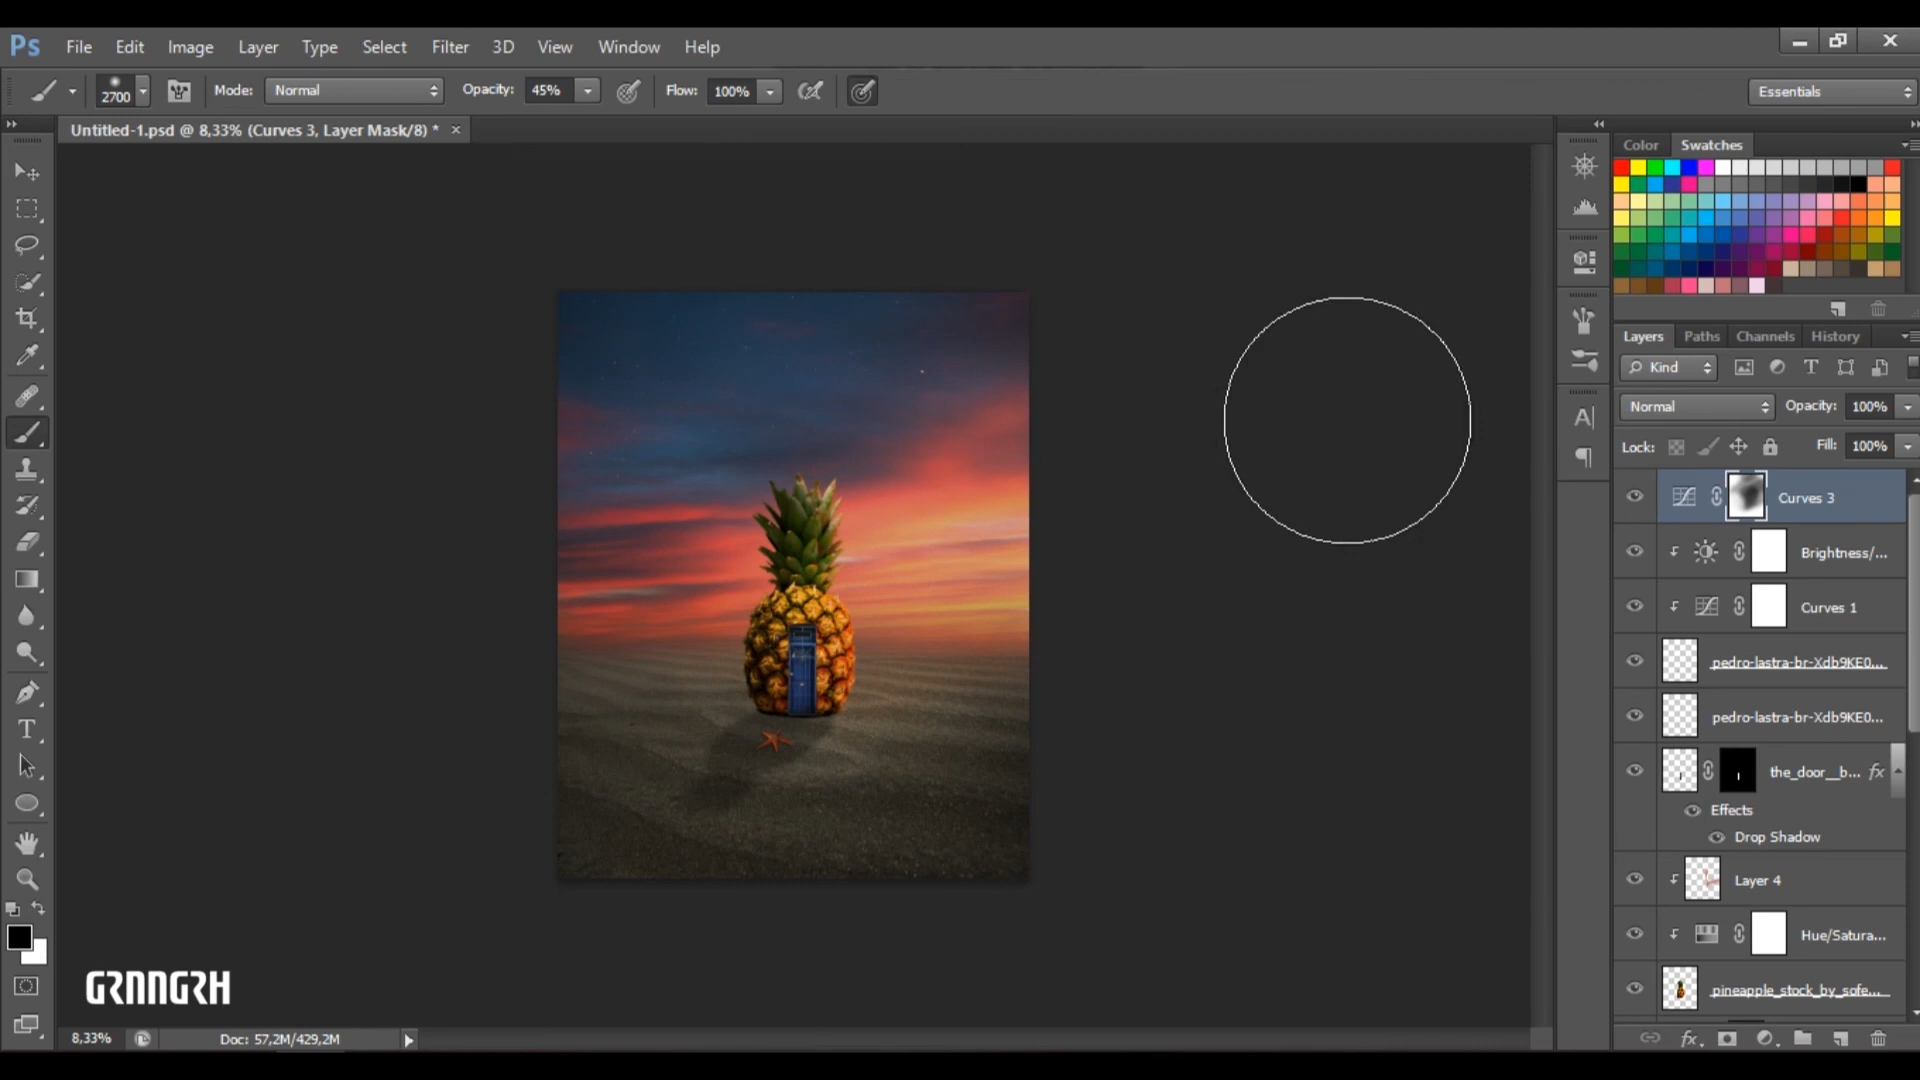 Ps File Edit Image Layer Type Select Filter 3D View Window Help
2700 Mode: Normal Opacity: 45% Flow: 100% Essentials
Untitled-1.psd @ 8,33% (Curves 3, Layer Mask/8) *
Color Swatches
Layers Paths Channels History
Kind
Normal Opacity: 100%
Lock: Fill: 100%
Curves 3
Brightness/...
Curves 1
pedro-lastra-br-Xdb9KE0...
pedro-lastra-br-Xdb9KE0...
the_door__b... fx
Effects
Drop Shadow
Layer 4
Hue/Satura...
pineapple_stock_by_sofe...
GRNNGRH
8,33% Doc: 57,2M/429,2M
fx